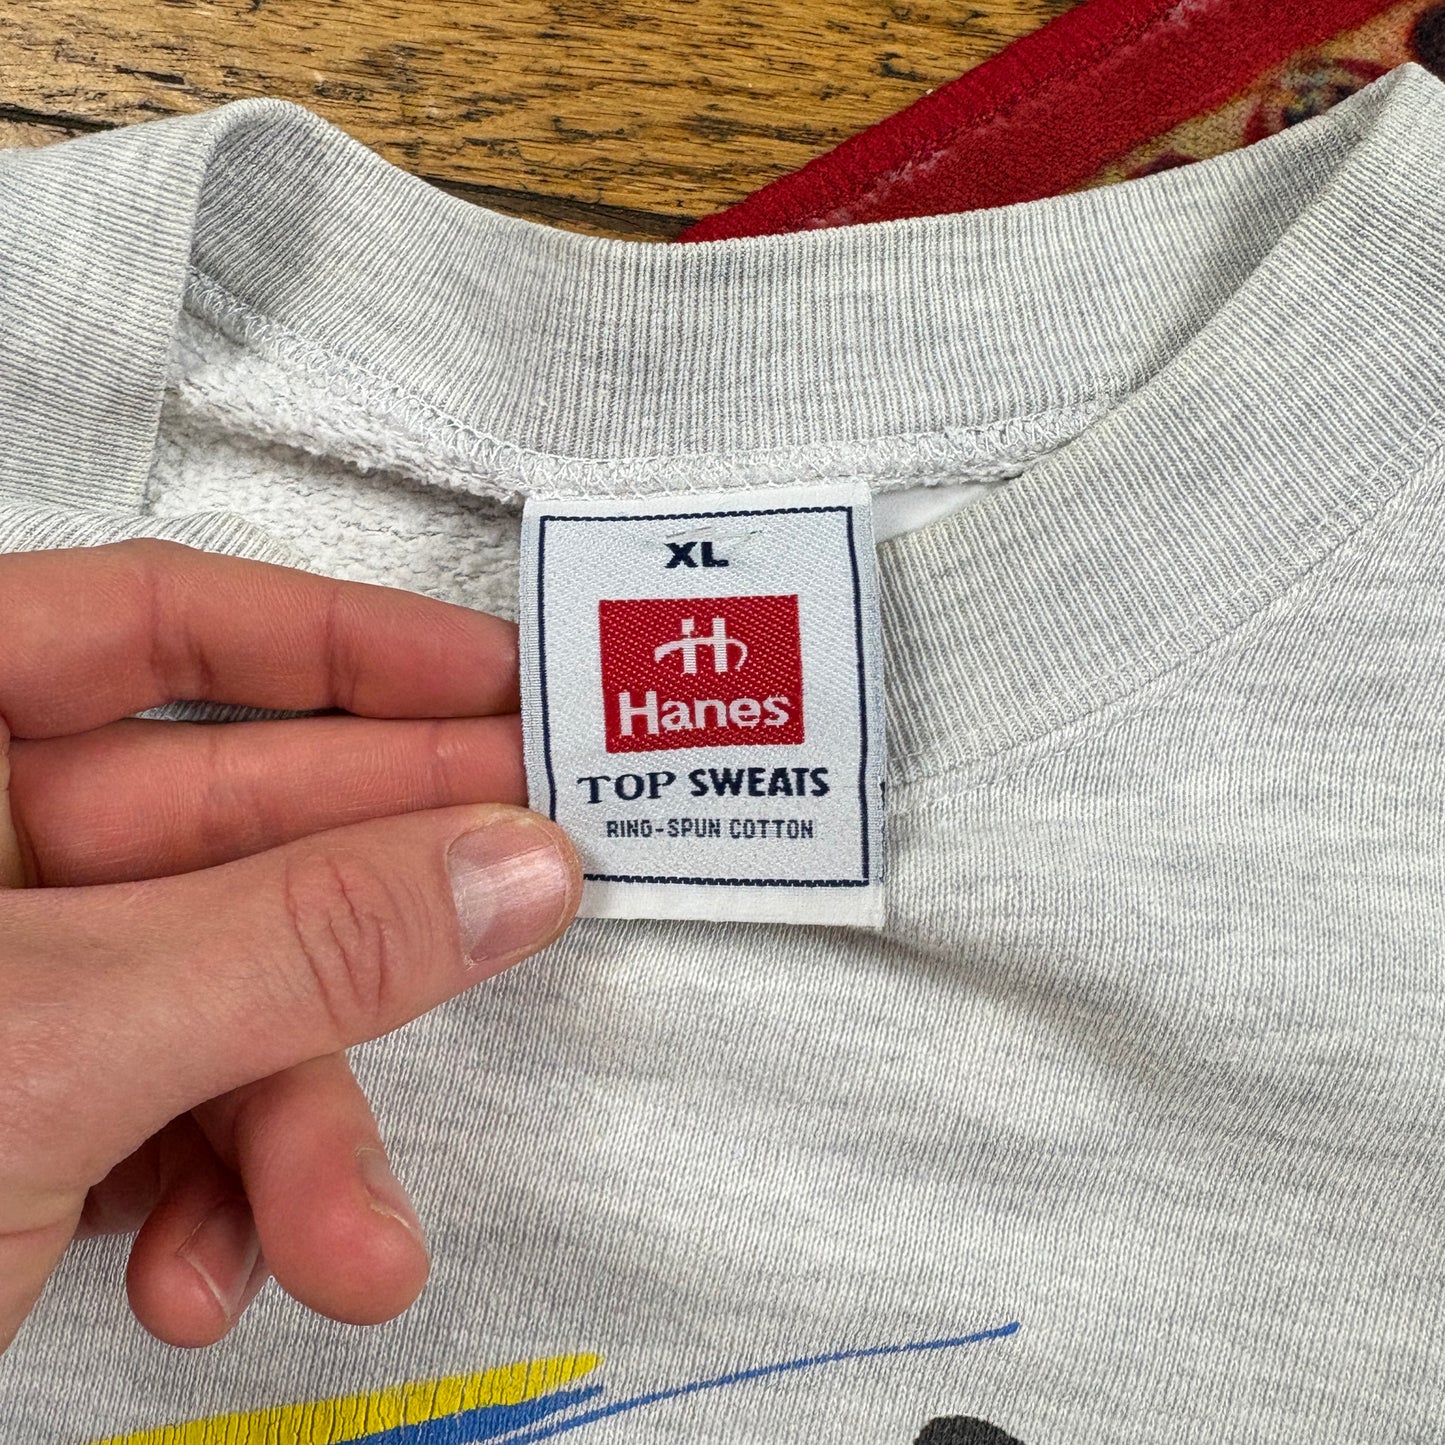 XL
H
Hanes
TOP SWEATS
RING-SPUN COTTON